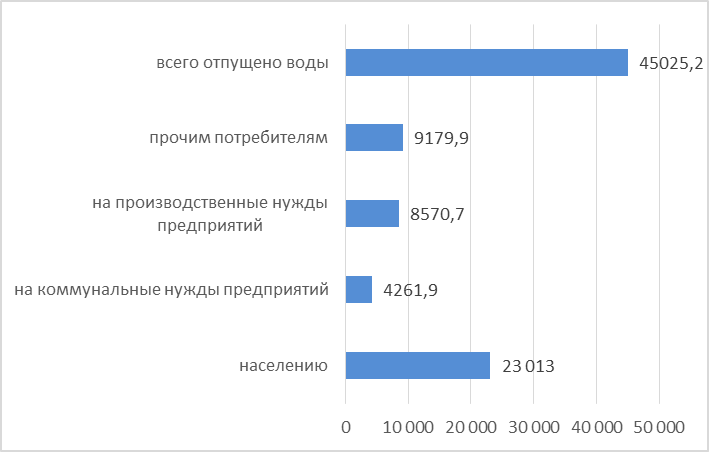 всего отпущено воды 45025,2
прочим потребителям 9179,9
на производственные нужды
предприятий 8570,7
на коммунальные нужды предприятий 4261,9
населению 23 013
0 10 000 20 000 30 000 40 000 50 000